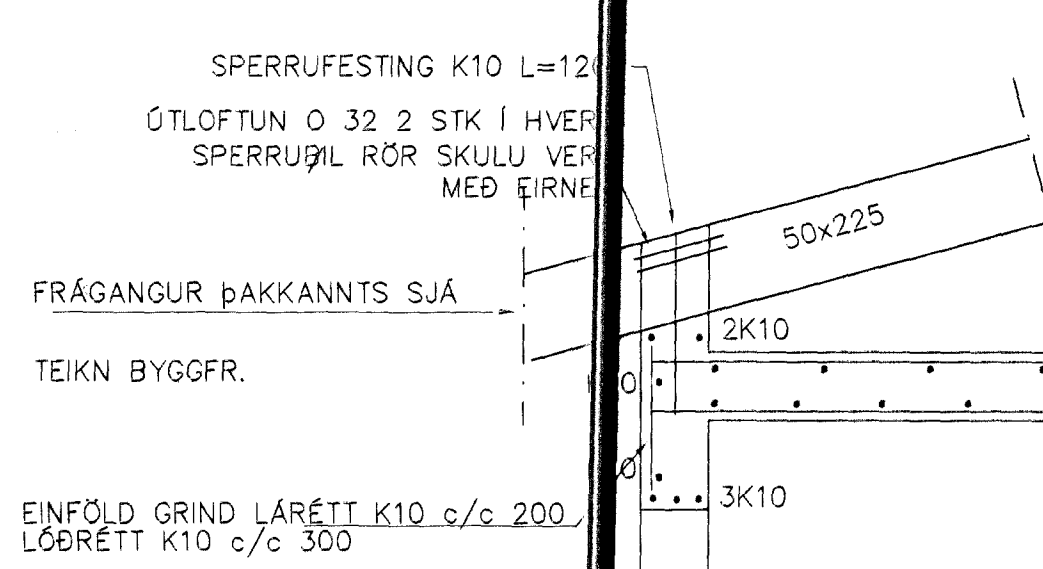 SPERRUFESTING K10 L=12
ÚTLOFTUN O 32 2 STK Í HVER
SPERRUBIL RÖR SKULU VER
MEÐ EIRNE
50x225
FRÁGANGUR ÞAKKANNTS SJÁ
2K10
TEIKN BYGGFR.
3K10
EINFÖLD GRIND LÁRÉTT K10 c/c 200
LÓÐRÉTT K10 c/c 300